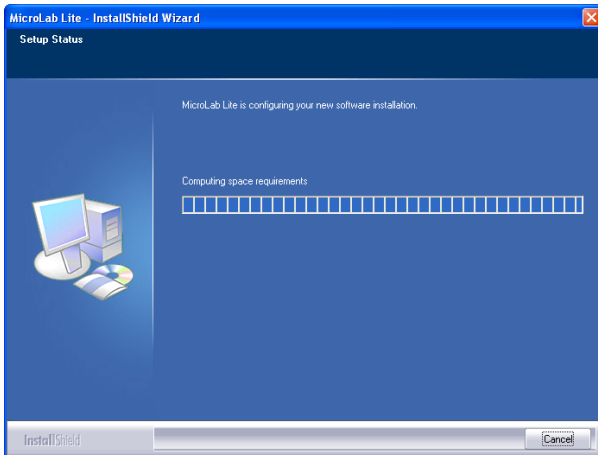 MicroLab Lite - InstallShield Wizard
Setup Status
MicroLab Lite is configuring your new software installation.
Computing space requirements
InstallShield
Cancel